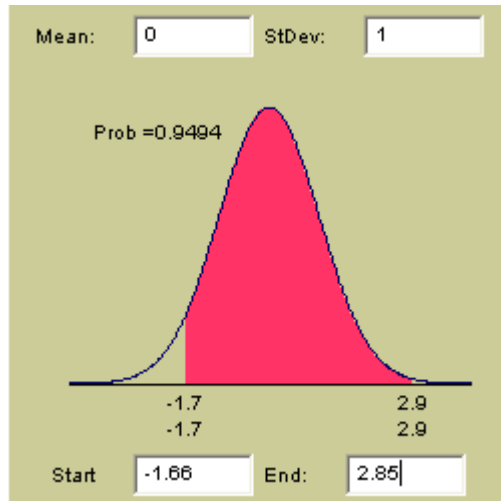 Mean: 0 StDev: 1
Prob =0.9494
-1.7 2.9
-1.7 2.9
Start -1.66 End: 2.85